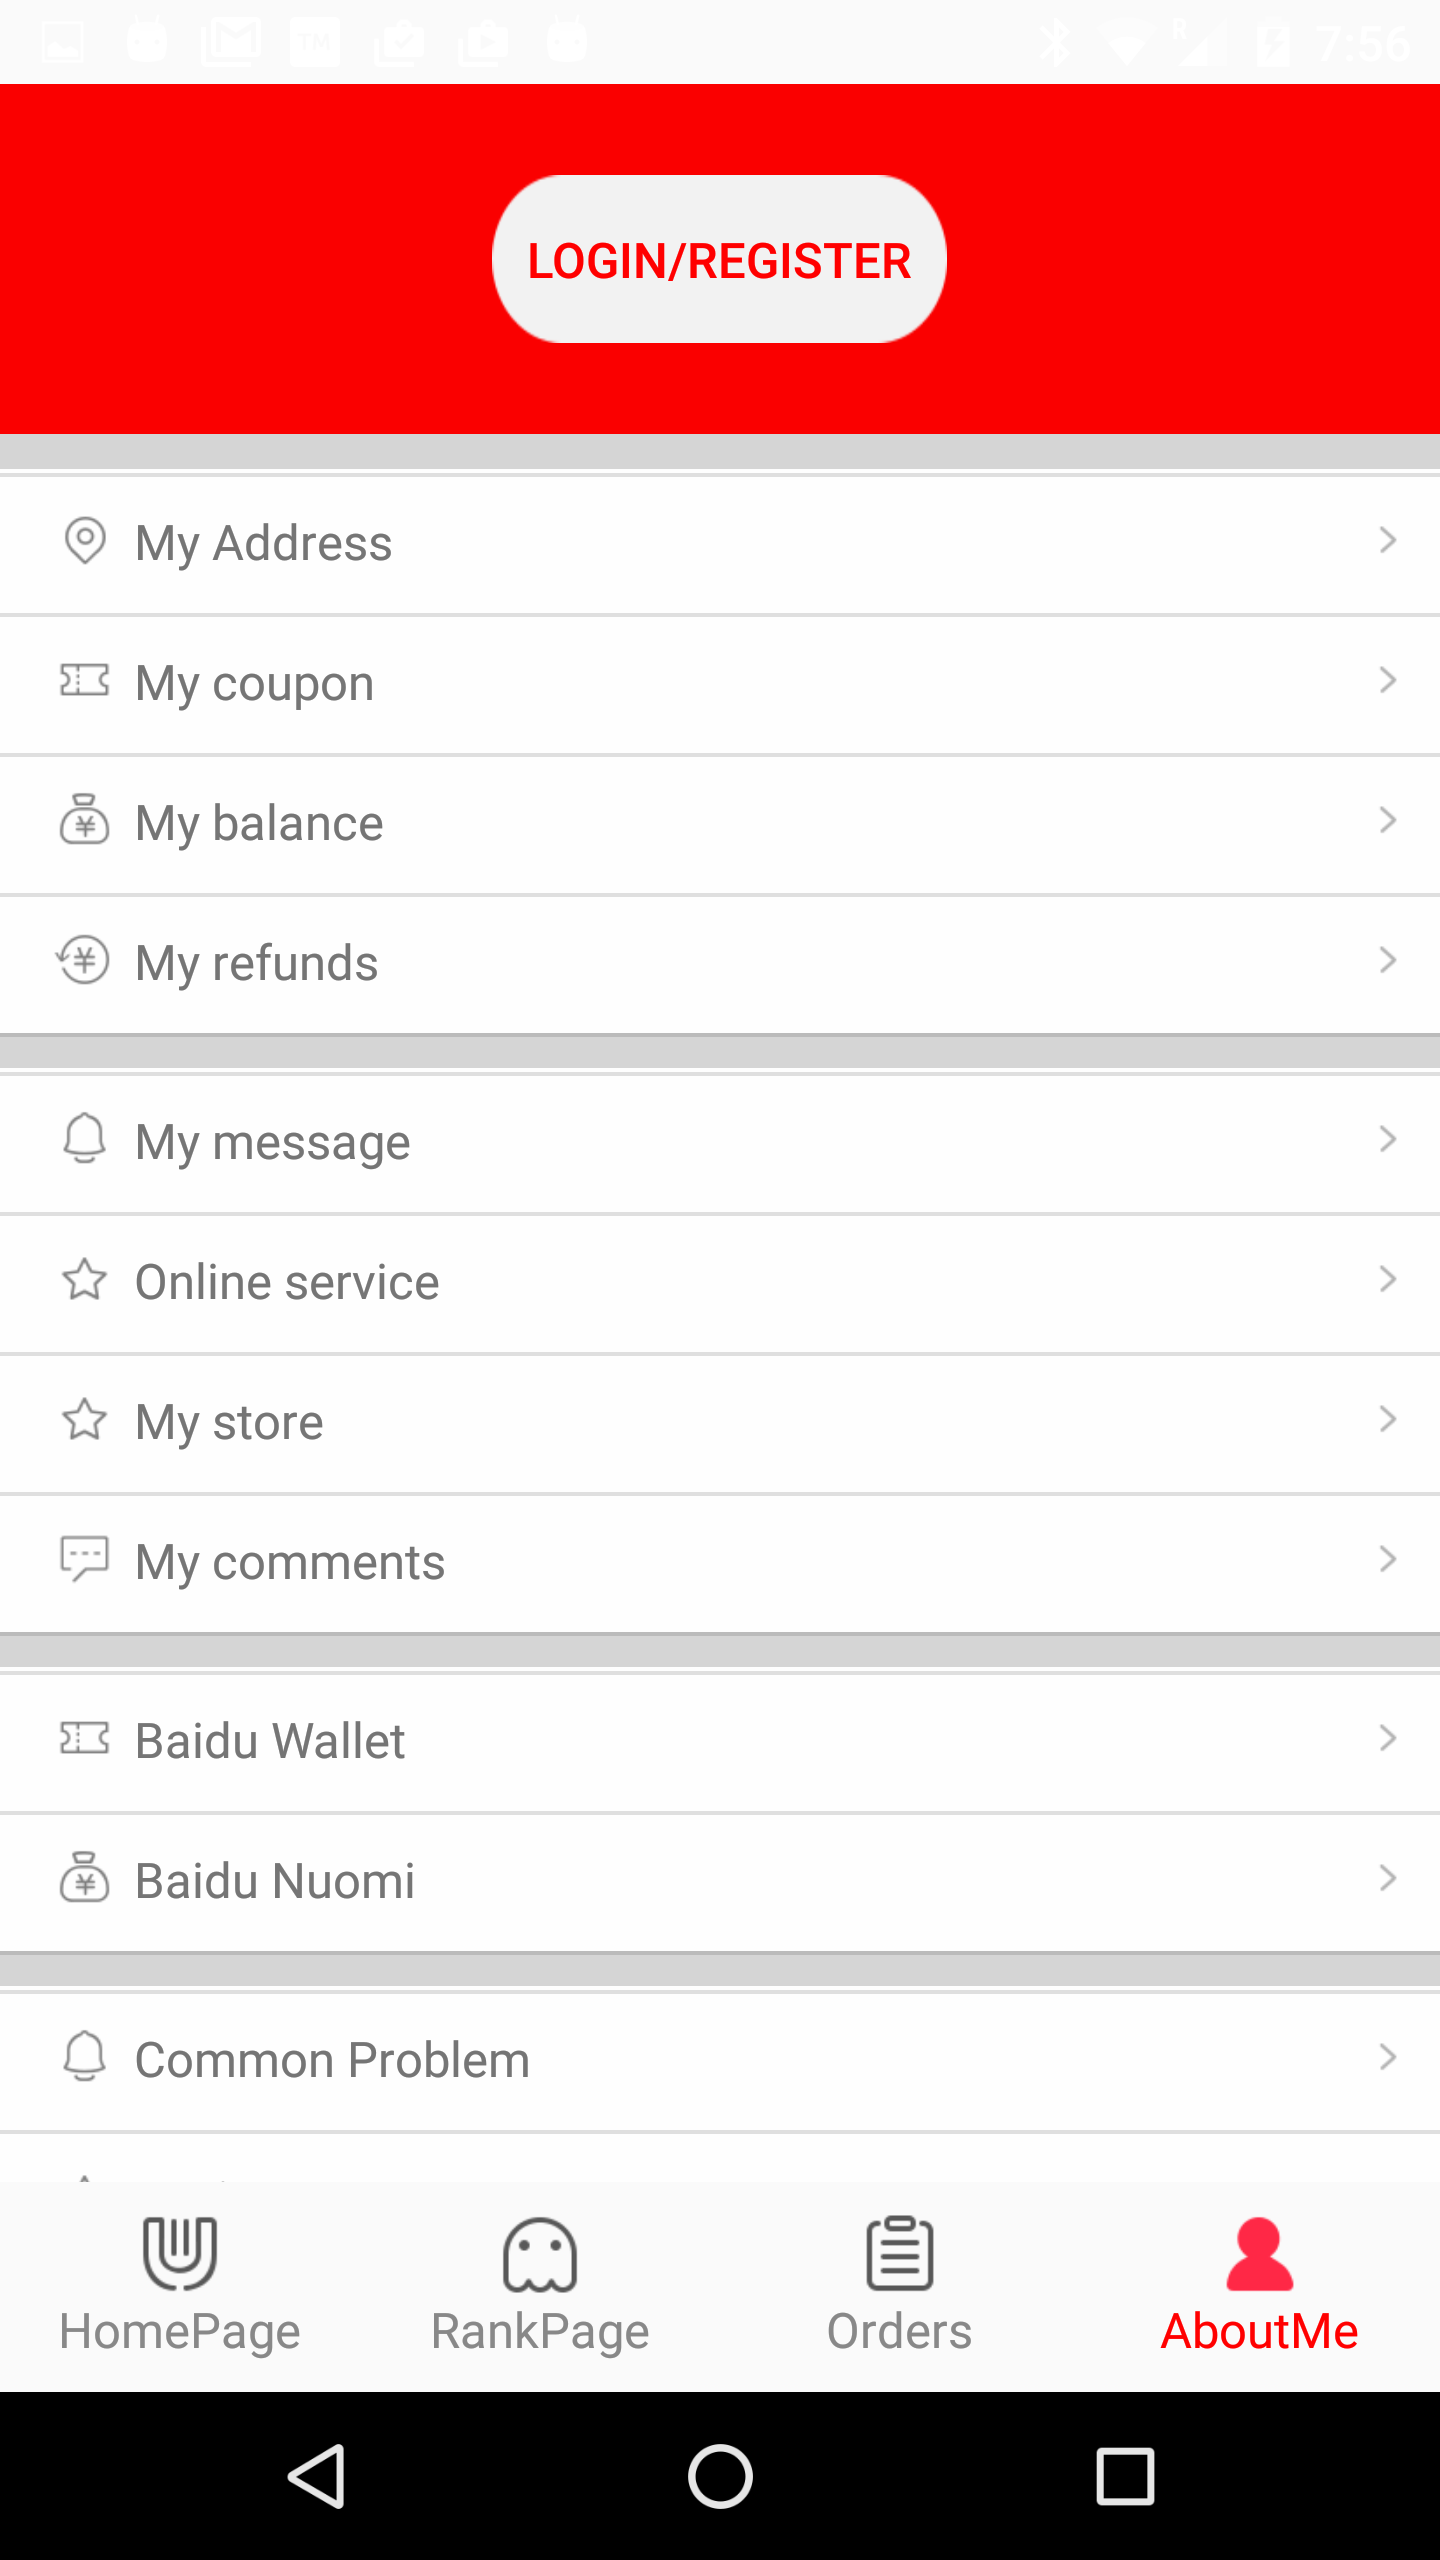 TM
R
7:56
LOGIN/REGISTER
My Address
My coupon
My balance
My refunds
My message
Online service
My store
My comments
Baidu Wallet
Baidu Nuomi
Common Problem
HomePage
RankPage
Orders
AboutMe